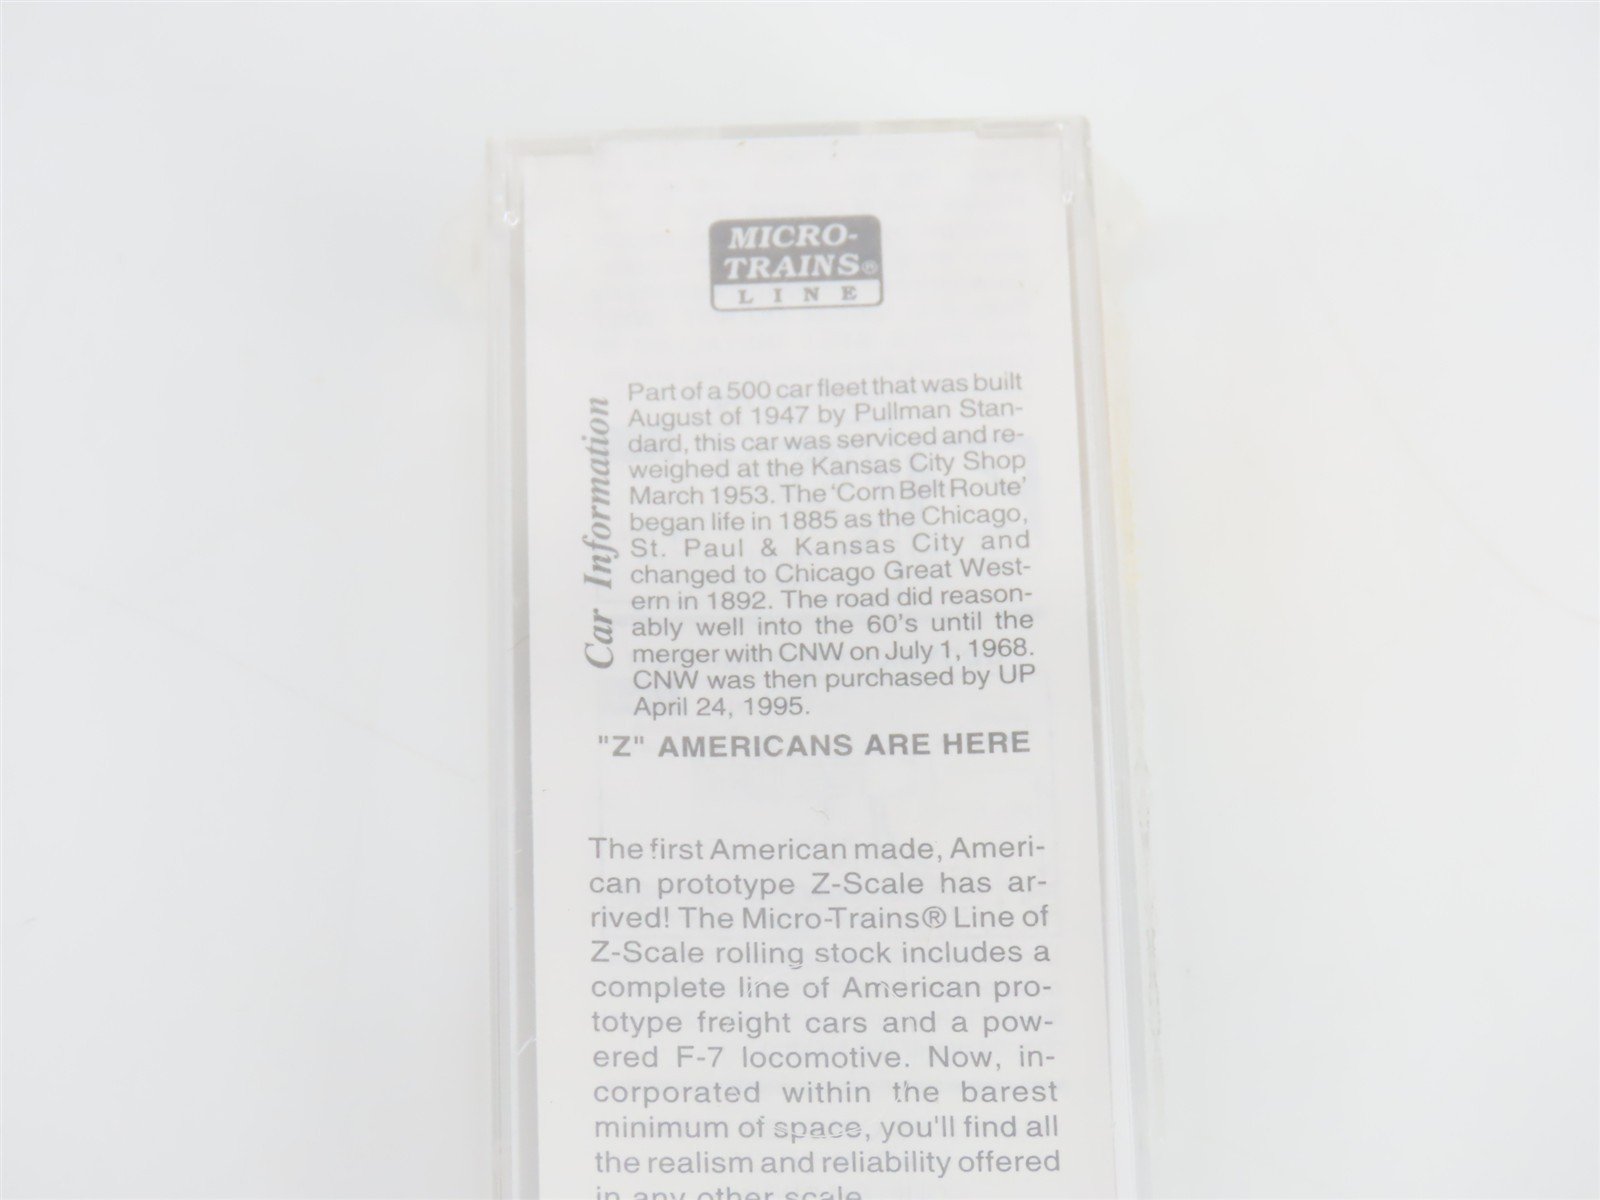 MICRO-
TRAINS®
LINE
Car Information
Part of a 500 car fleet that was built
August of 1947 by Pullman Stan-
dard, this car was serviced and re-
weighed at the Kansas City Shop
March 1953. The 'Corn Belt Route'
began life in 1885 as the Chicago,
St. Paul & Kansas City and
changed to Chicago Great West-
ern in 1892. The road did reason-
ably well into the 60's until the
merger with CNW on July 1, 1968.
CNW was then purchased by UP
April 24, 1995.
"Z" AMERICANS ARE HERE
The first American made, Ameri-
can prototype Z-Scale has ar-
rived! The Micro-Trains® Line of
Z-Scale rolling stock includes a
complete line of American pro-
totype freight cars and a pow-
ered F-7 locomotive. Now, in-
corporated within the barest
minimum of space, you'll find all
the realism and reliability offered
in any other scale.